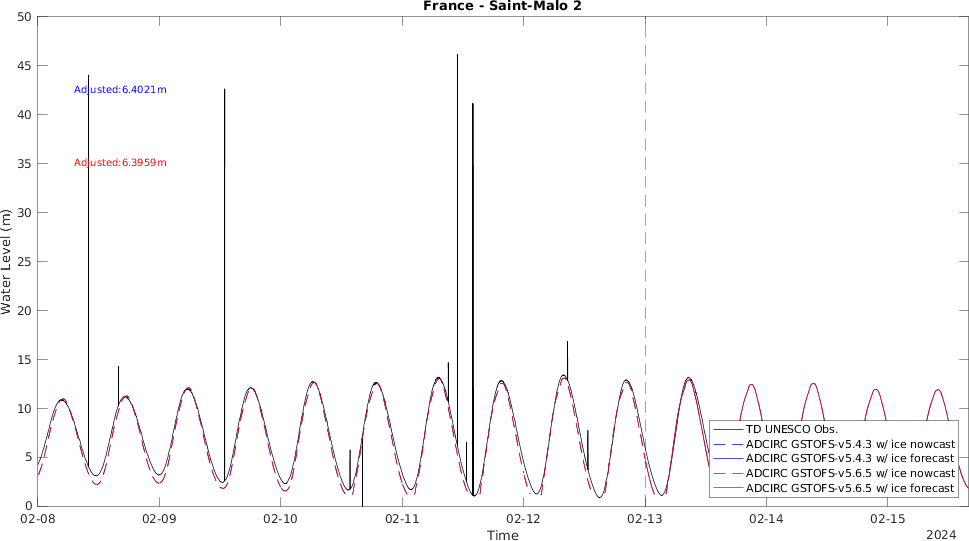 France - Saint-Malo 2
50
45
40
35
30
25
20
15
10
5
0
Water Level (m)
Adjusted:6.4021m
Adjusted:6.3959m
TD UNESCO Obs.
ADCIRC GSTOFS-v5.4.3 w/ ice nowcast
ADCIRC GSTOFS-v5.4.3 w/ ice forecast
ADCIRC GSTOFS-v5.6.5 w/ ice nowcast
ADCIRC GSTOFS-v5.6.5 w/ ice forecast
02-08 02-09 02-10 02-11 02-12 02-13 02-14 02-15
Time
2024